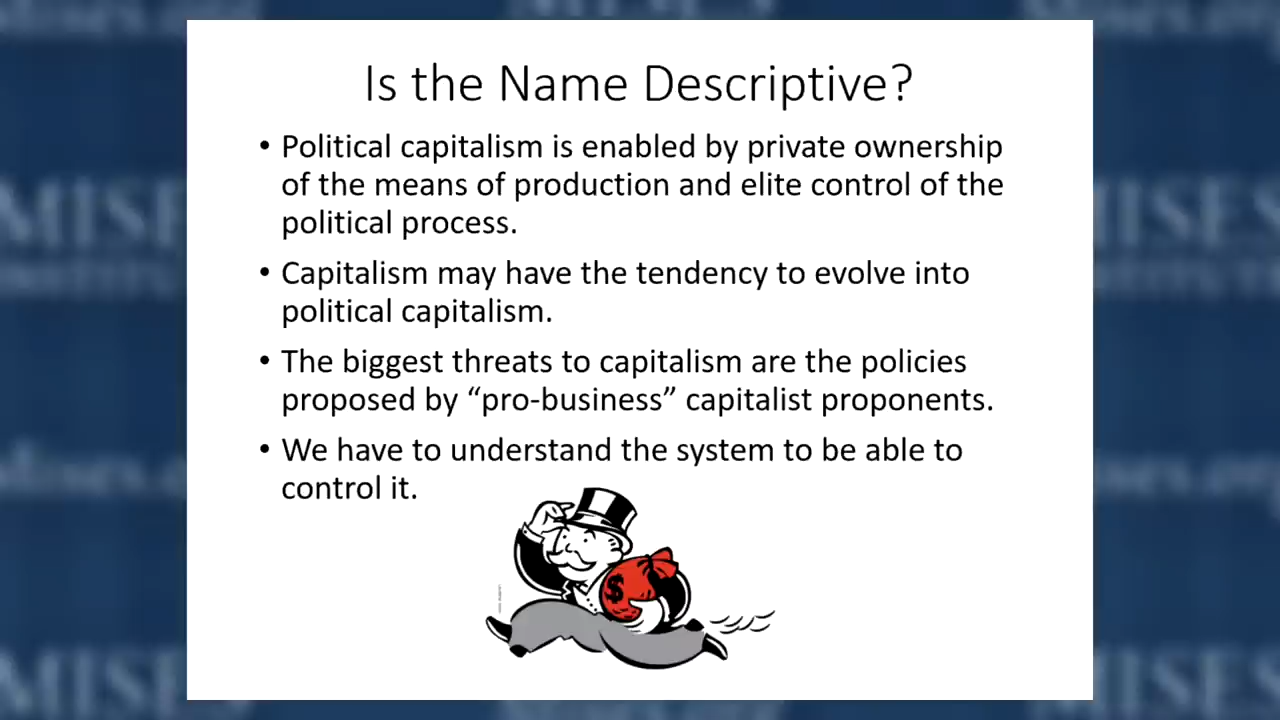 Is the Name Descriptive?
• Political capitalism is enabled by private ownership
of the means of production and elite control of the
political process.
• Capitalism may have the tendency to evolve into
political capitalism.
• The biggest threats to capitalism are the policies
proposed by “pro-business” capitalist proponents.
• We have to understand the system to be able to
control it.
$